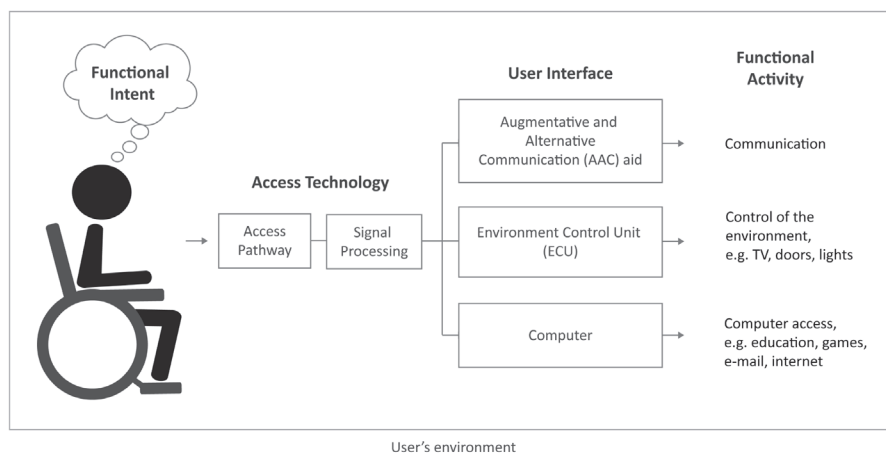 Functional
Intent
Access Technology
Access
Pathway
Signal
Processing
User Interface
Augmentative and
Alternative
Communication (AAC) aid
Environment Control Unit
(ECU)
Computer
Functional
Activity
Communication
Control of the
environment,
e.g. TV, doors, lights
Computer access,
e.g. education, games,
e-mail, internet
User's environment